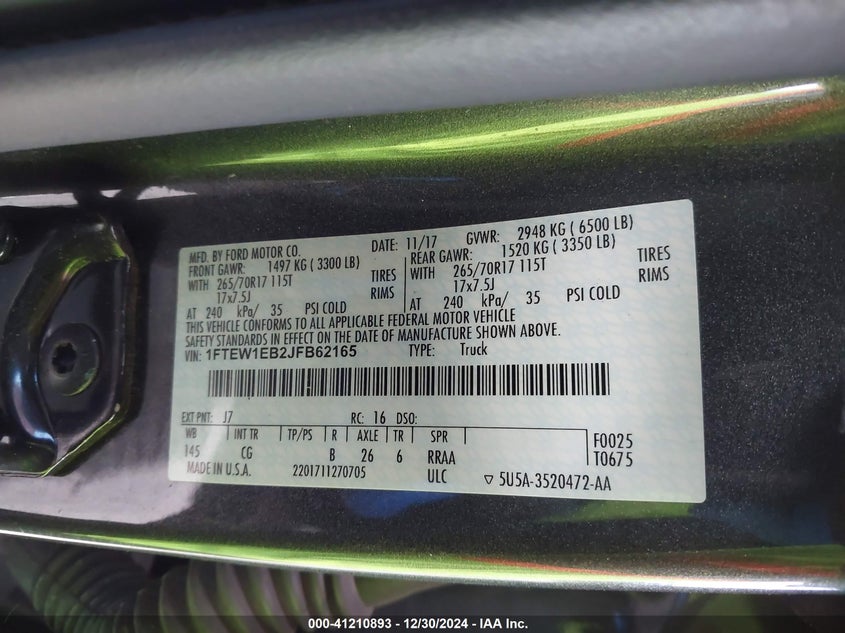 MFD. BY FORD MOTOR CO. DATE: 11/17 GVWR: 2948 KG ( 6500 LB)
FRONT GAWR: 1497 KG ( 3300 LB) REAR GAWR: 1520 KG ( 3350 LB)
WITH 265/70R17 115T TIRES WITH 265/70R17 115T TIRES
17x7.5J RIMS 17x7.5J RIMS
AT 240 kPa/ 35 PSI COLD AT 240 kPa/ 35 PSI COLD
THIS VEHICLE CONFORMS TO ALL APPLICABLE FEDERAL MOTOR VEHICLE
SAFETY STANDARDS IN EFFECT ON THE DATE OF MANUFACTURE SHOWN ABOVE.
VIN: 1FTEW1EB2JFB62165 TYPE: Truck
EXT PNT: J7 RC: 16 DSO:
WB INT TR TP/PS R AXLE TR SPR F0025
145 CG B 26 6 RRAA T0675
MADE IN U.S.A. 2201711270705 ULC ▽ 5U5A-3520472-AA
000-41210893 - 12/30/2024 - IAA Inc.